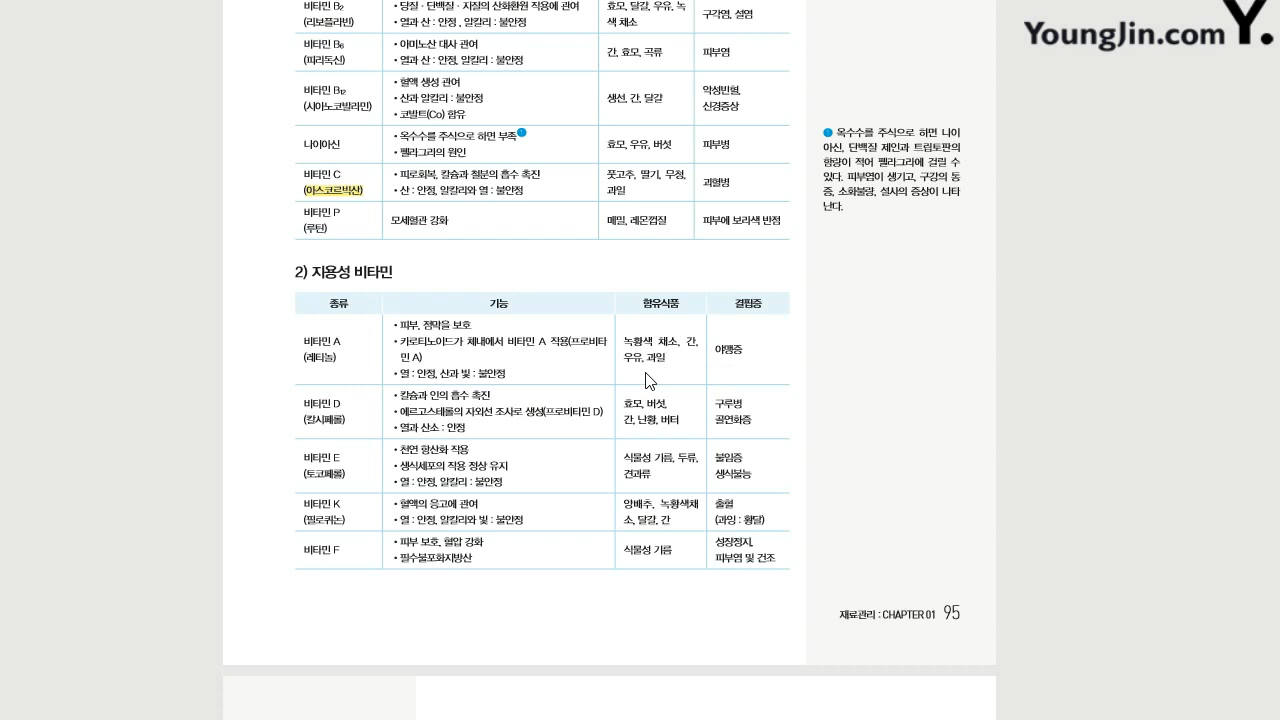 YoungJin.com Y.
비타민 B₂
(리보플라빈)
• 당질 · 단백질 · 지질의 산화환원 작용에 관여
• 열과 산 : 안정, 알칼리 : 불안정
효모, 달걀, 우유, 녹
색 채소
구각염, 설염
비타민 B₆
(피리독신)
• 아미노산 대사 관여
• 열과 산 : 안정, 알칼리 : 불안정
간, 효모, 곡류
피부염
비타민 B₁₂
(시아노코발라민)
• 혈액 생성 관여
• 산과 알칼리 : 불안정
• 코발트(Co) 함유
생선, 간, 달걀
악성빈혈,
신경증상
나이아신
• 옥수수를 주식으로 하면 부족
• 펠라그라의 원인
효모, 우유, 버섯
피부병
비타민 C
(아스코르빅산)
• 피로회복, 칼슘과 철분의 흡수 촉진
• 산 : 안정, 알칼리와 열 : 불안정
풋고추, 딸기, 무청,
과일
괴혈병
비타민 P
(루틴)
모세혈관 강화
메밀, 레몬껍질
피부에 보라색 반점
옥수수를 주식으로 하면 나이
아신, 단백질 제인과 트립토판의
함량이 적어 펠라그라에 걸릴 수
있다. 피부염이 생기고, 구강의 통
증, 소화불량, 설사의 증상이 나타
난다.
2) 지용성 비타민
종류 기능 함유식품 결핍증
비타민 A
(레티놀)
• 피부, 점막을 보호
• 카로티노이드가 체내에서 비타민 A 작용(프로비타
민 A)
• 열 : 안정, 산과 빛 : 불안정
녹황색 채소, 간,
우유, 과일
야맹증
비타민 D
(칼시페롤)
• 칼슘과 인의 흡수 촉진
• 에르고스테롤의 자외선 조사로 생성(프로비타민 D)
• 열과 산소 : 안정
효모, 버섯,
간, 난황, 버터
구루병
골연화증
비타민 E
(토코페롤)
• 천연 항산화 작용
• 생식세포의 작용 정상 유지
• 열 : 안정, 알칼리 : 불안정
식물성 기름, 두류,
견과류
불임증
생식불능
비타민 K
(필로퀴논)
• 혈액의 응고에 관여
• 열 : 안정, 알칼리와 빛 : 불안정
양배추, 녹황색채
소, 달걀, 간
출혈
(과잉 : 황달)
비타민 F
• 피부 보호, 혈압 강화
• 필수불포화지방산
식물성 기름
성장정지,
피부염 및 건조
재료관리 : CHAPTER 01 95